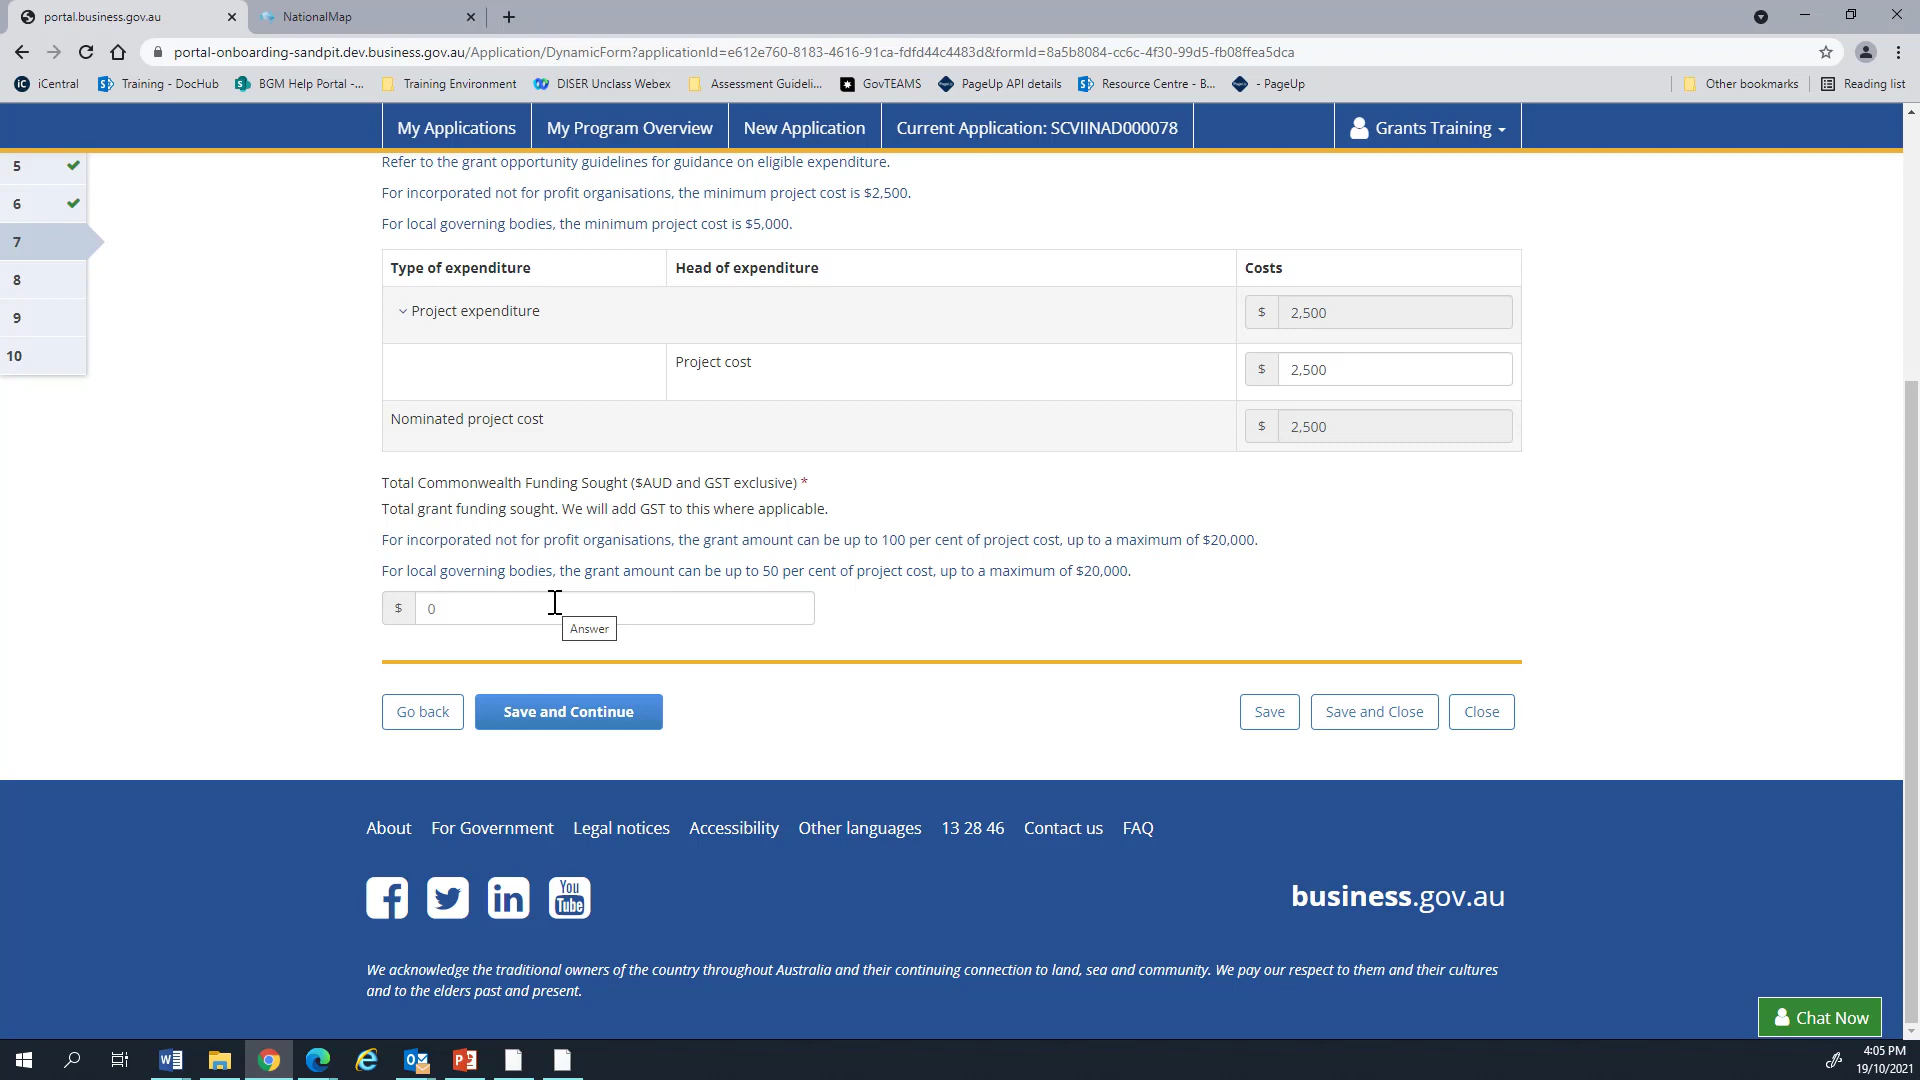 portal.business.gov.au
NationalMap
portal-onboarding-sandpit.dev.business.gov.au/Application/DynamicForm?applicationId=e612e760-8183-4616-91ca-fdfd44c4483d&formId=8a5b8084-cc6c-4f30-99d5-fb08ffea5dca
iC iCentral
Training - DocHub
BGM Help Portal -...
Training Environment
DISER Unclass Webex
Assessment Guideli...
GovTEAMS
PageUp API details
Resource Centre - B...
- PageUp
Other bookmarks
Reading list
My Applications
My Program Overview
New Application
Current Application: SCVIINAD000078
Grants Training
5
6
7
8
9
10
Refer to the grant opportunity guidelines for guidance on eligible expenditure.
For incorporated not for profit organisations, the minimum project cost is $2,500.
For local governing bodies, the minimum project cost is $5,000.
Type of expenditure Head of expenditure Costs
Project expenditure $ 2,500
Project cost $ 2,500
Nominated project cost $ 2,500
Total Commonwealth Funding Sought ($AUD and GST exclusive) *
Total grant funding sought. We will add GST to this where applicable.
For incorporated not for profit organisations, the grant amount can be up to 100 per cent of project cost, up to a maximum of $20,000.
For local governing bodies, the grant amount can be up to 50 per cent of project cost, up to a maximum of $20,000.
$ 0
Answer
Go back
Save and Continue
Save
Save and Close
Close
About For Government Legal notices Accessibility Other languages 13 28 46 Contact us FAQ
You
Tube
in
business.gov.au
We acknowledge the traditional owners of the country throughout Australia and their continuing connection to land, sea and community. We pay our respect to them and their cultures
and to the elders past and present.
Chat Now
4:05 PM
19/10/2021